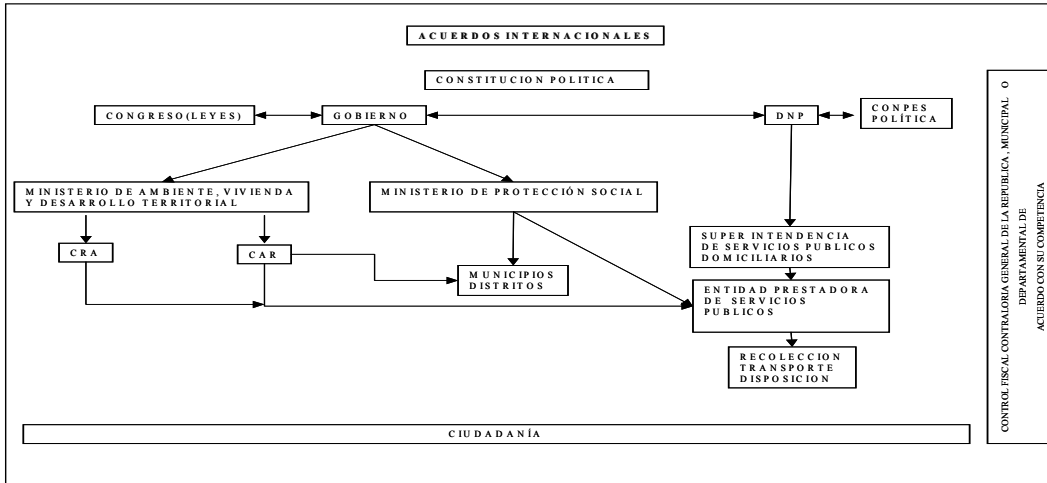 ACUERDOS INTERNACIONALES
CONSTITUCION POLITICA
CONGRESO(LEYES)
GOBIERNO
DNP
CONPES
POLÍTICA
MINISTERIO DE AMBIENTE, VIVIENDA
Y DESARROLLO TERRITORIAL
MINISTERIO DE PROTECCIÓN SOCIAL
CRA
CAR
MUNICIPIOS
DISTRITOS
SUPER INTENDENCIA
DE SERVICIOS PUBLICOS
DOMICILIARIOS
ENTIDAD PRESTADORA
DE SERVICIOS
PUBLICOS
RECOLECCION
TRANSPORTE
DISPOSICION
CIUDADANÍA
CONTROL FISCAL CONTRALORIA GENERAL DE LA REPUBLICA , MUNICIPAL O
DEPARTAMENTAL DE
ACUERDO CON SU COMPETENCIA